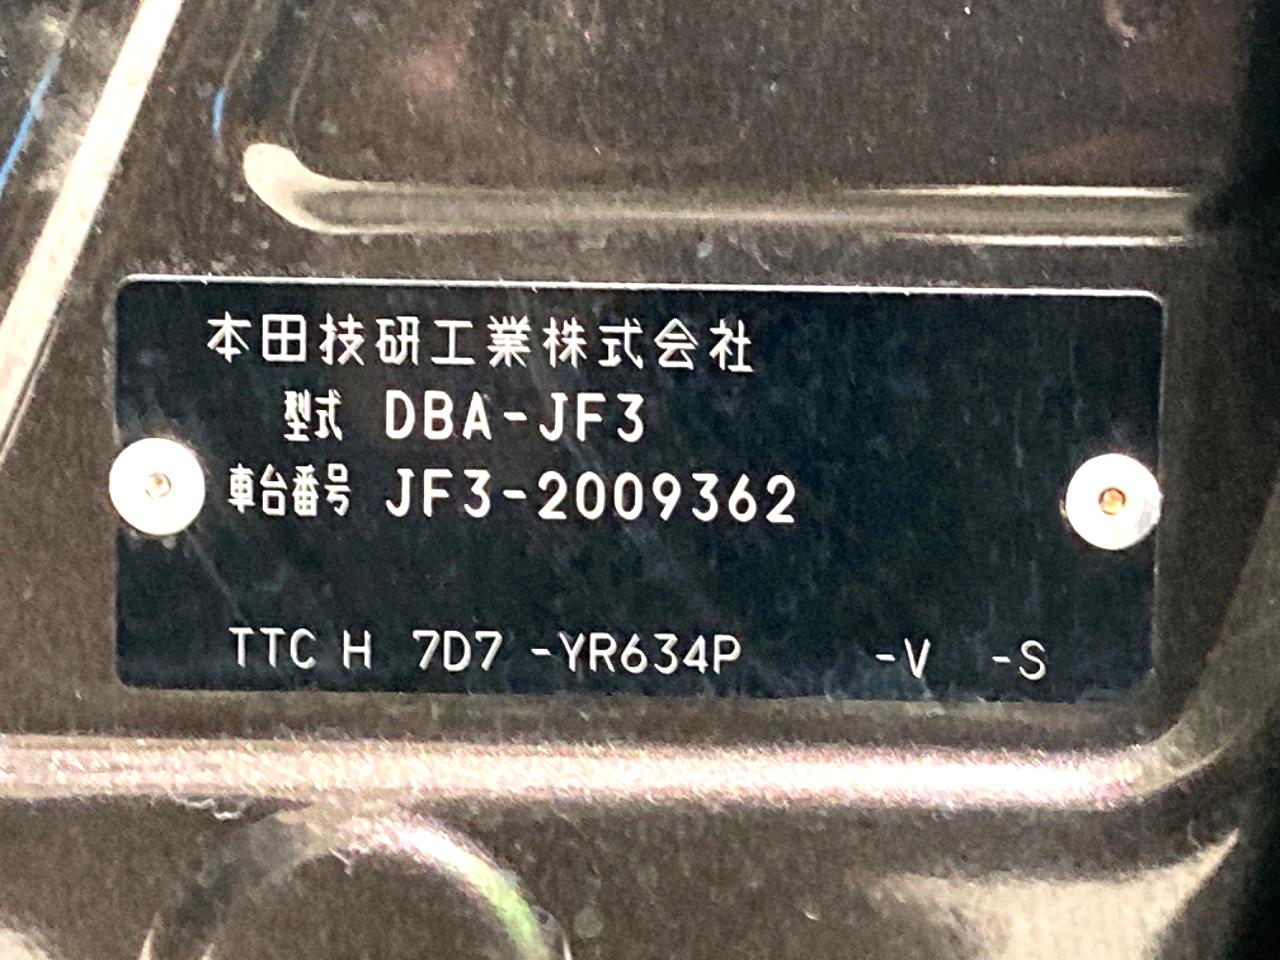 本田技研工業株式会社
型式 DBA-JF3
車台番号 JF3-2009362
TTC H 7D7 -YR634P -V -S